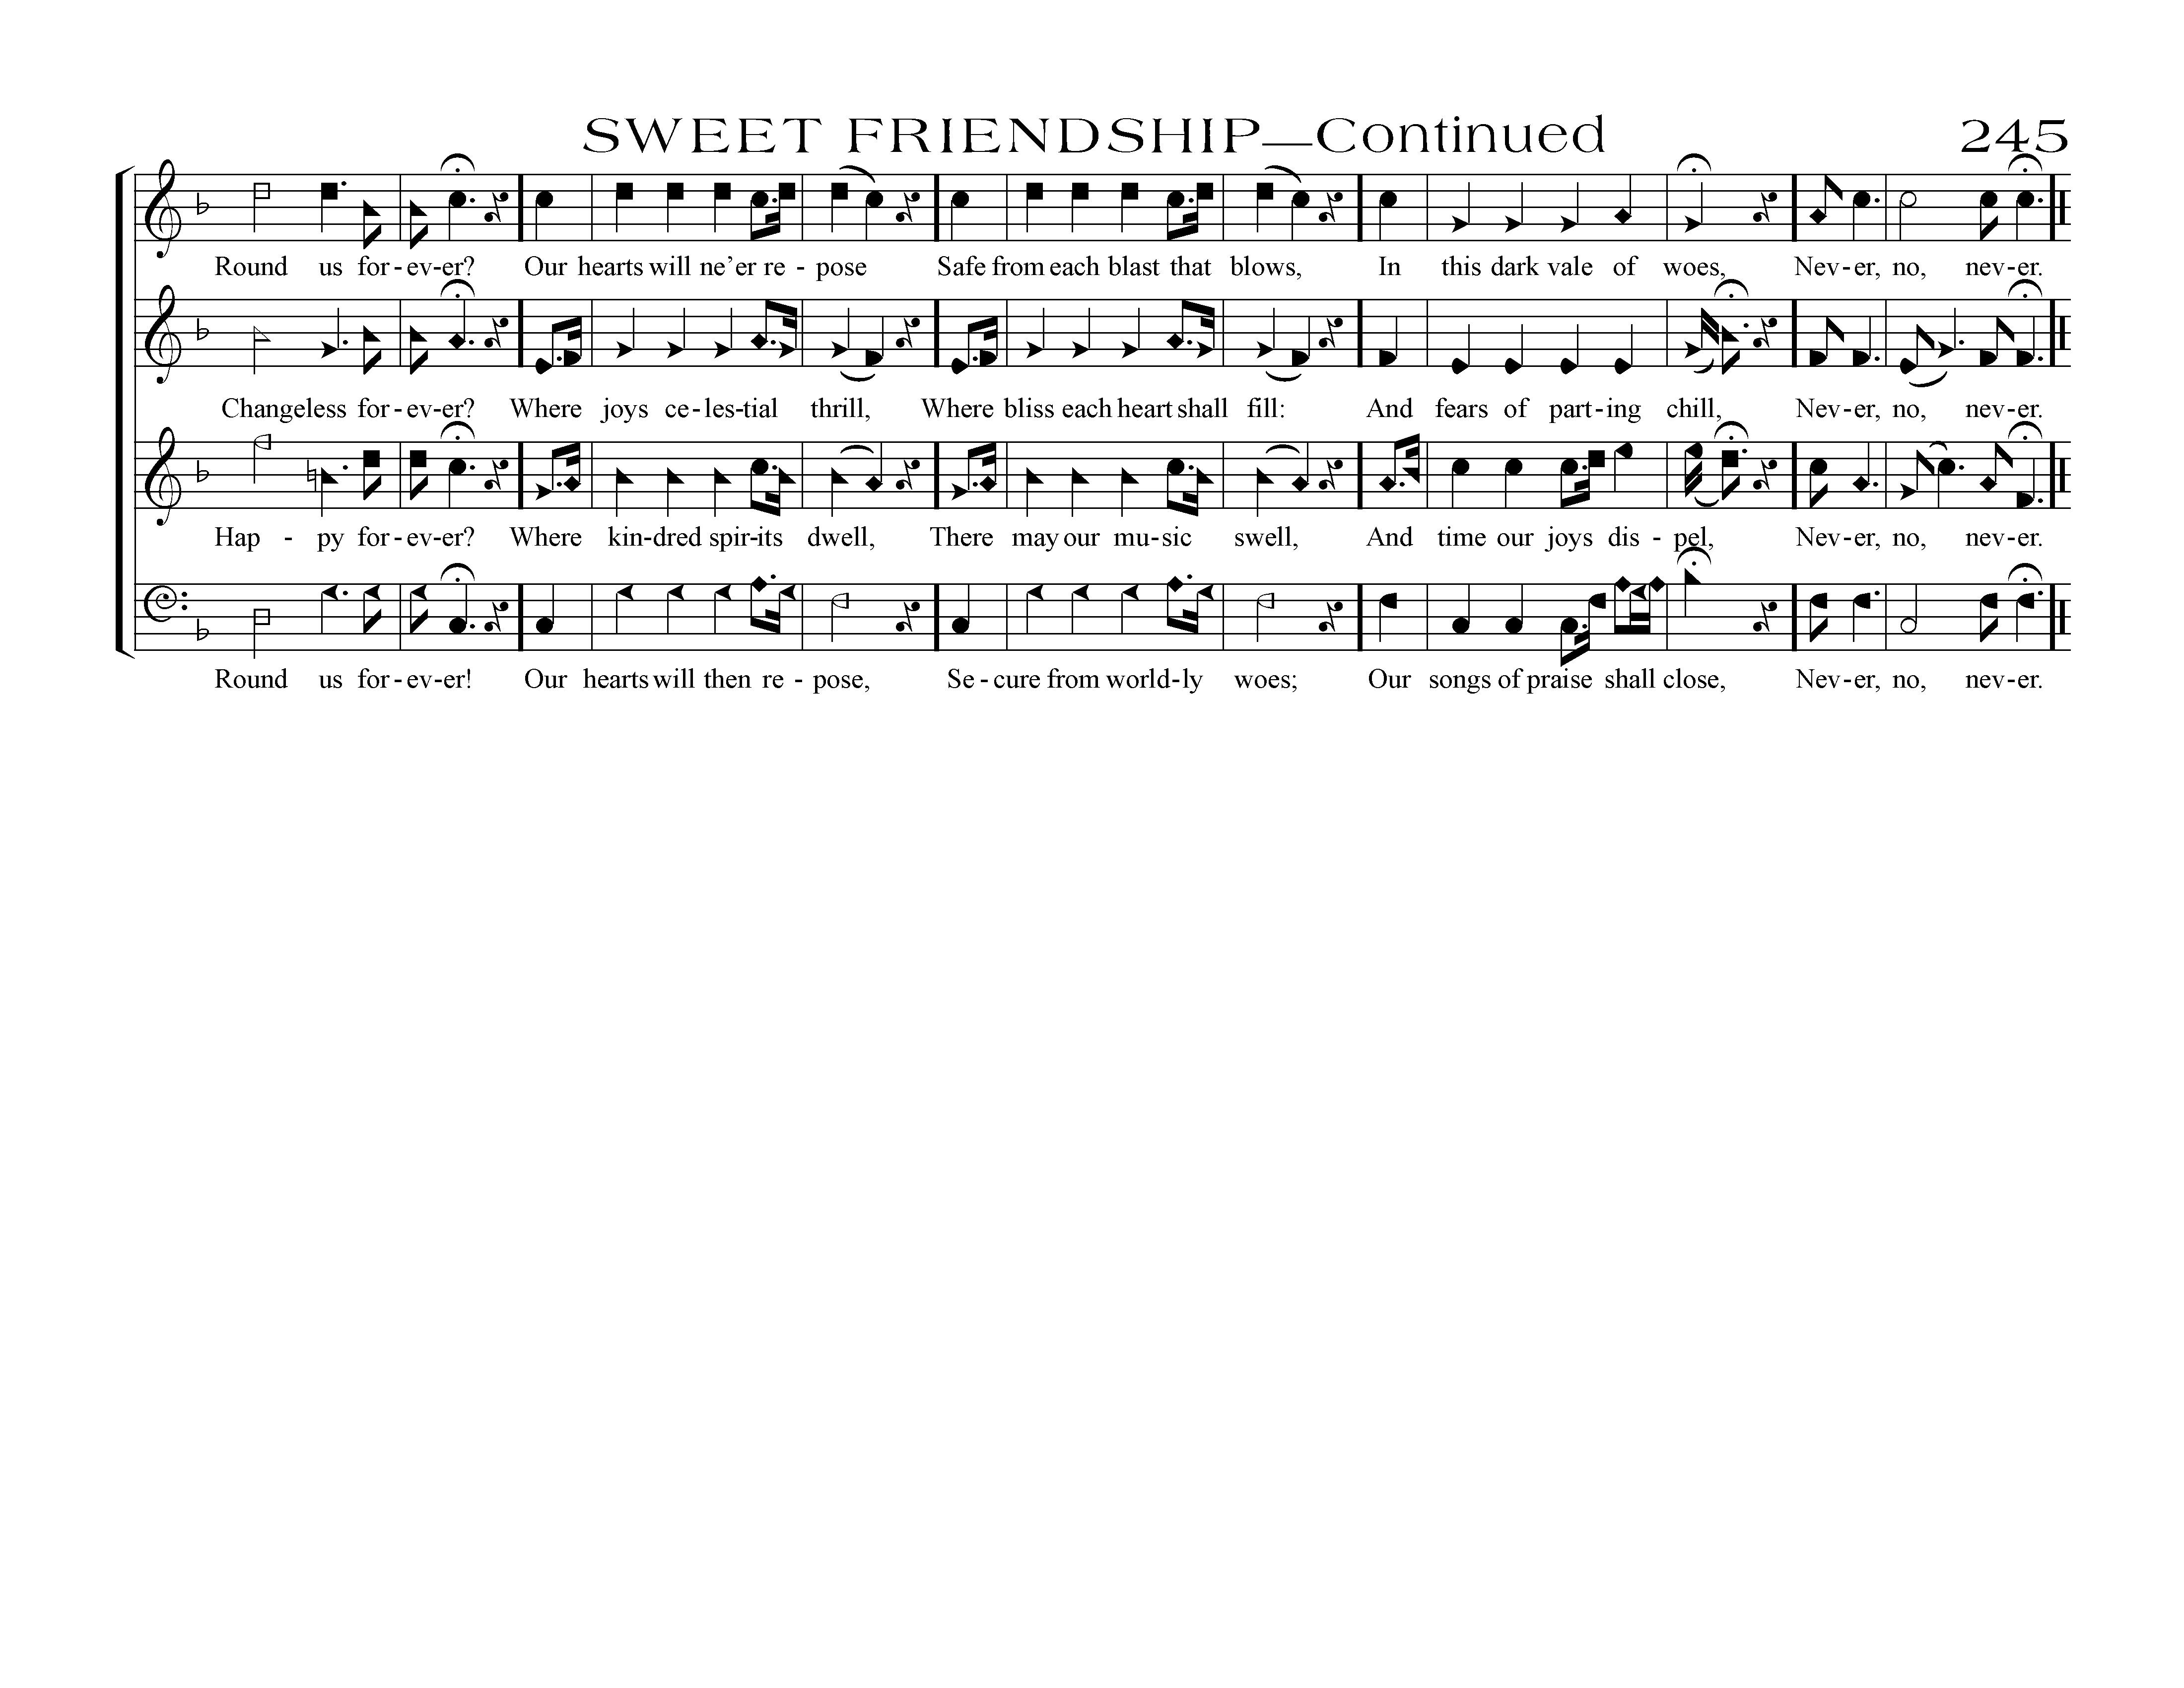 SWEET FRIENDSHIP—Continued 245
Round us for-ev-er? Our hearts will ne’er re - pose Safe from each blast that blows, In this dark vale of woes, Nev-er, no, nev-er.
Changeless for-ev-er? Where joys ce-les-tial thrill, Where bliss each heart shall fill: And fears of part-ing chill, Nev-er, no, nev-er.
Hap - py for-ev-er? Where kin-dred spir-its dwell, There may our mu-sic swell, And time our joys dis - pel, Nev-er, no, nev-er.
Round us for-ev-er! Our hearts will then re - pose, Se-cure from world-ly woes; Our songs of praise shall close, Nev-er, no, nev-er.